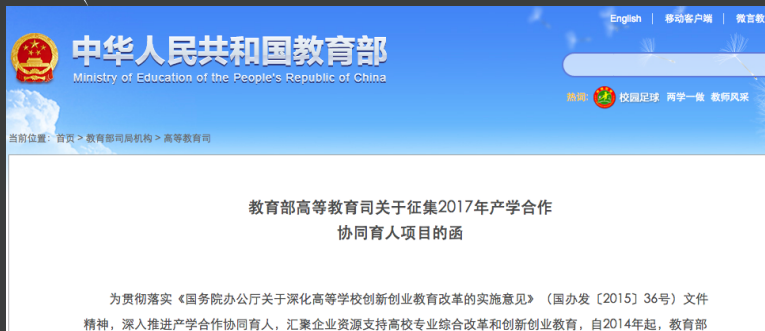 English | 移动客户端 | 微言教
中华人民共和国教育部
Ministry of Education of the People's Republic of China
热词: 校园足球 两学一做 教师风采
当前位置: 首页 > 教育部司局机构 > 高等教育司
教育部高等教育司关于征集2017年产学合作
协同育人项目的函
为贯彻落实《国务院办公厅关于深化高等学校创新创业教育改革的实施意见》（国办发〔2015〕36号）文件
精神，深入推进产学合作协同育人，汇聚企业资源支持高校专业综合改革和创新创业教育，自2014年起，教育部